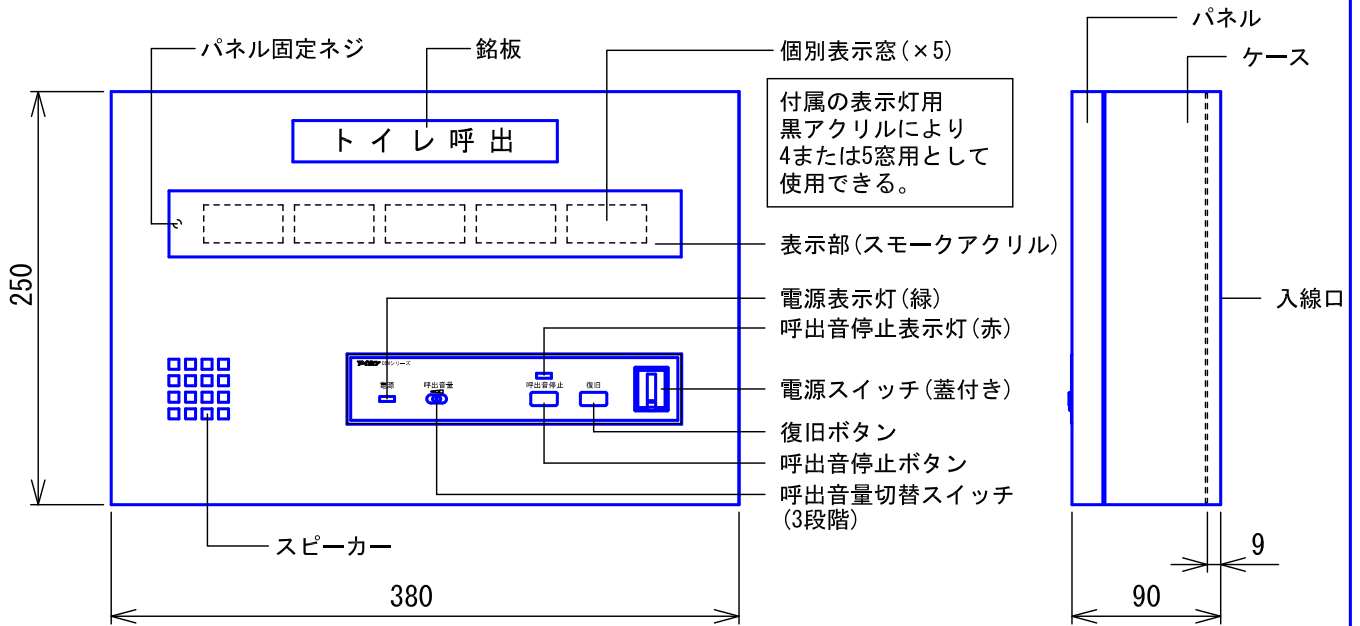 パネル固定ネジ
銘板
個別表示窓(×5)
パネル
ケース
付属の表示灯用
黒アクリルにより
4または5窓用として
使用できる。
トイレ呼出
表示部(スモークアクリル)
250
電源表示灯(緑)
入線口
呼出音停止表示灯(赤)
電源
呼出音量
呼出音停止
復旧
電源スイッチ(蓋付き)
復旧ボタン
呼出音停止ボタン
呼出音量切替スイッチ
(3段階)
スピーカー
9
380
90